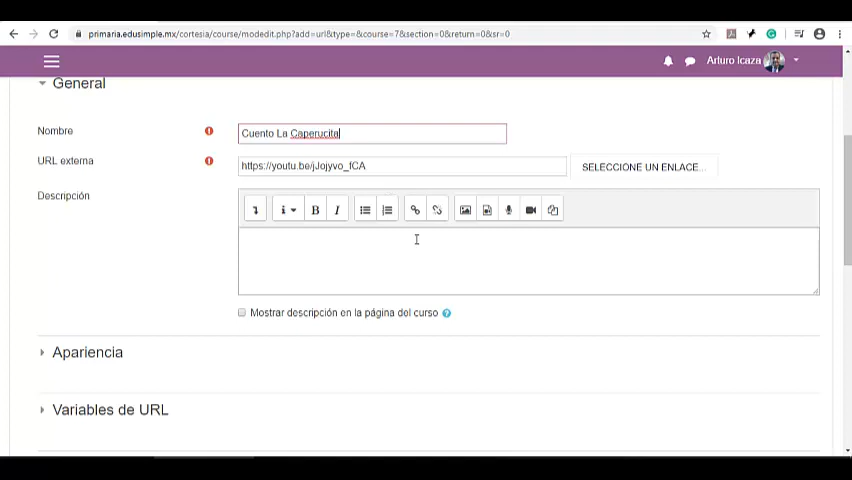 primaria.edusimple.mx/cortesia/course/modedit.php?add=url&type=&course=7&section=0&return=0&sr=0
Arturo Icaza
General
Nombre
Cuento La Caperucita
URL externa
https://youtu.be/jJojyvo_fCA
SELECCIONE UN ENLACE...
Descripción
Mostrar descripción en la página del curso
Apariencia
Variables de URL